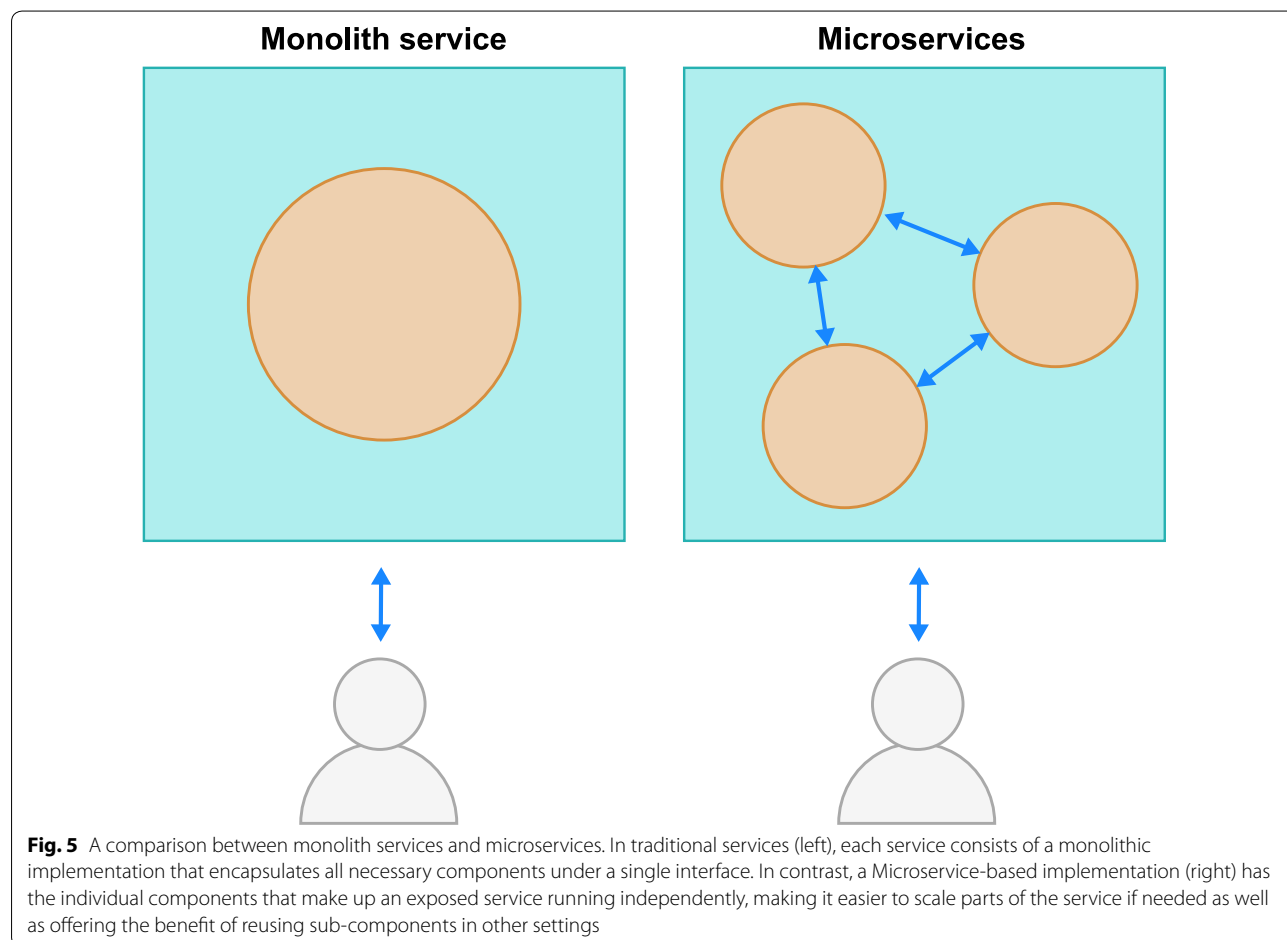 Monolith service
Microservices
Fig. 5 A comparison between monolith services and microservices. In traditional services (left), each service consists of a monolithic
implementation that encapsulates all necessary components under a single interface. In contrast, a Microservice-based implementation (right) has
the individual components that make up an exposed service running independently, making it easier to scale parts of the service if needed as well
as offering the benefit of reusing sub-components in other settings